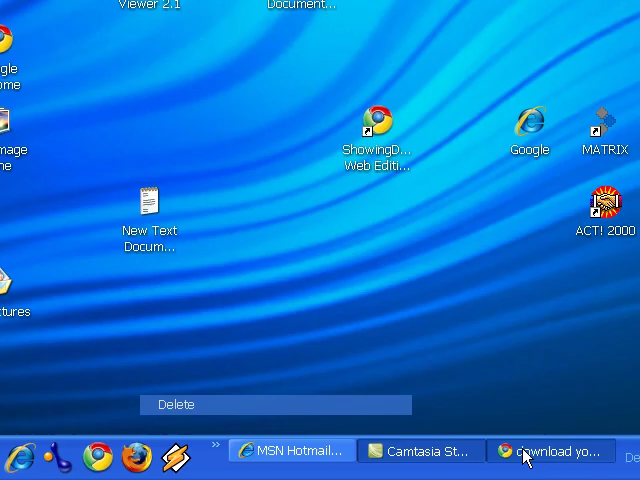 Viewer 2.1
Document...
gle
ome
ShowingD...
Web Editi...
Google
MATRIX
mage
ne
New Text
Docum...
ACT! 2000
tures
Delete
»
MSN Hotmail...
Camtasia St...
download yo...
De